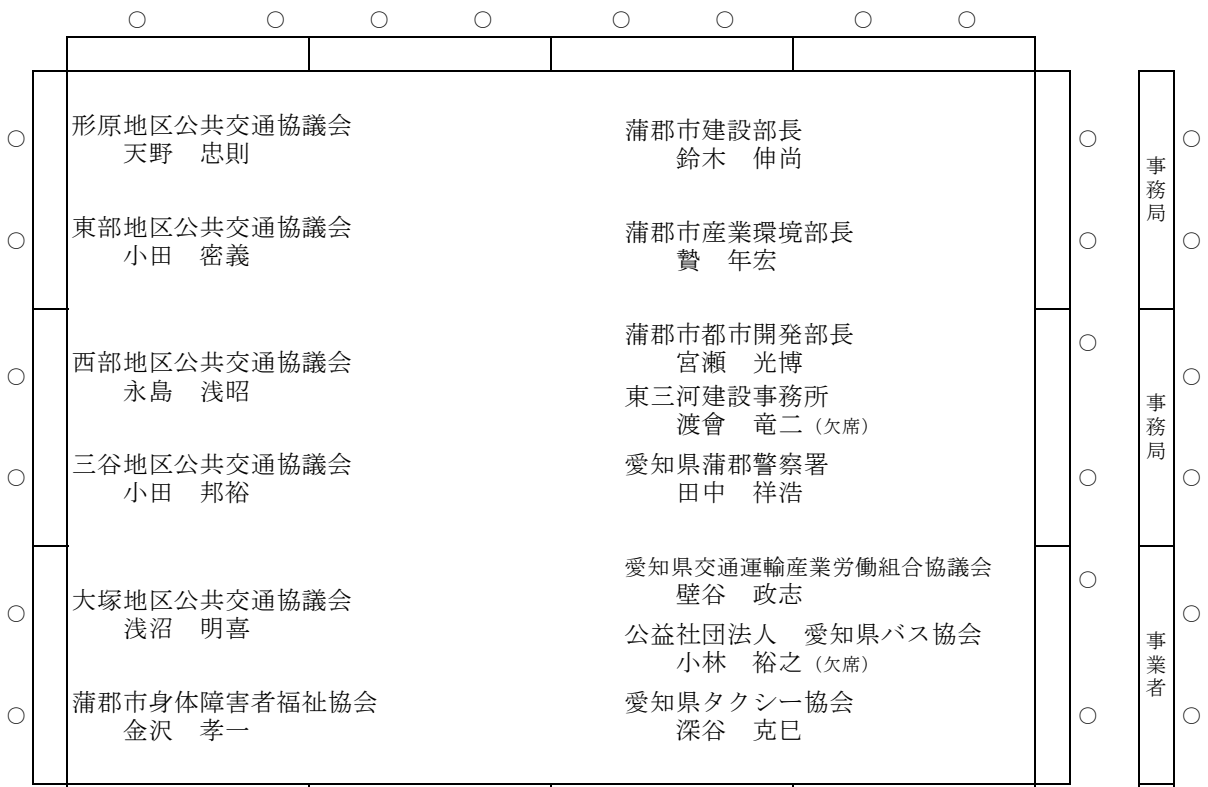 形原地区公共交通協議会
天野　忠則
東部地区公共交通協議会
小田　密義
西部地区公共交通協議会
永島　浅昭
三谷地区公共交通協議会
小田　邦裕
大塚地区公共交通協議会
浅沼　明喜
蒲郡市身体障害者福祉協会
金沢　孝一
蒲郡市建設部長
鈴木　伸尚
蒲郡市産業環境部長
贄　年宏
蒲郡市都市開発部長
宮瀬　光博
東三河建設事務所
渡會　竜二（欠席）
愛知県蒲郡警察署
田中　祥浩
愛知県交通運輸産業労働組合協議会
壁谷　政志
公益社団法人　愛知県バス協会
小林　裕之（欠席）
愛知県タクシー協会
深谷　克巳
事務局
事務局
事業者